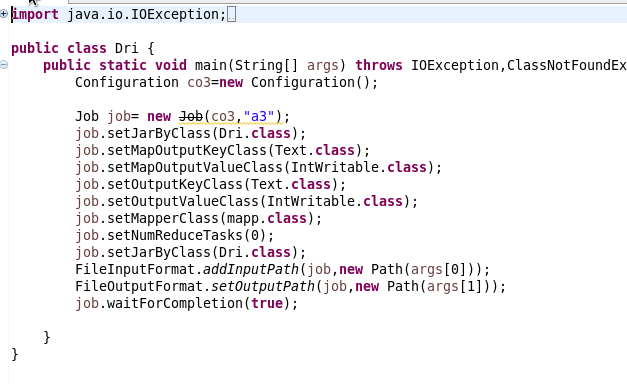 import java.io.IOException;
public class Dri {
public static void main(String[] args) throws IOException,ClassNotFoundEx
Configuration co3=new Configuration();
Job job= new Job(co3,"a3");
job.setJarByClass(Dri.class);
job.setMapOutputKeyClass(Text.class);
job.setMapOutputValueClass(IntWritable.class);
job.setOutputKeyClass(Text.class);
job.setOutputValueClass(IntWritable.class);
job.setMapperClass(mapp.class);
job.setNumReduceTasks(0);
job.setJarByClass(Dri.class);
FileInputFormat.addInputPath(job,new Path(args[0]));
FileOutputFormat.setOutputPath(job,new Path(args[1]));
job.waitForCompletion(true);
}
}